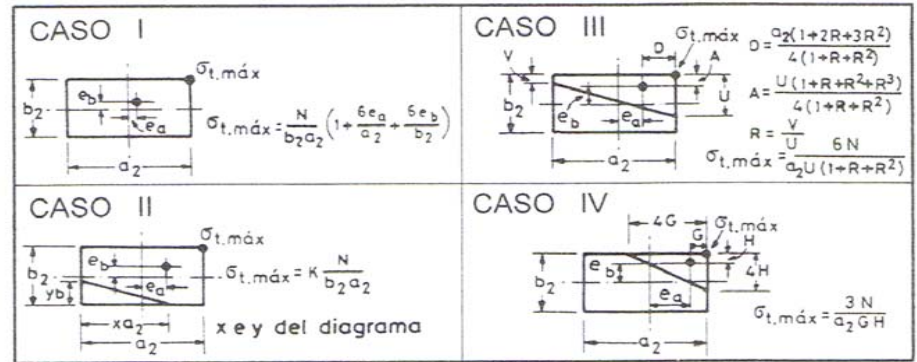 CASO I
σt,máx
b2
eb
ea
a2
σt,máx = N/(b2a2) (1 + 6ea/a2 + 6eb/b2)
CASO III
V
D
σt,máx
A
b2
U
eb
ea
a2
D = a2(1+2R+3R²)/(4(1+R+R²))
A = U(1+R+R²+R³)/(4(1+R+R²))
R = V/U
σt,máx = 6N/(a2U(1+R+R²))
CASO II
σt,máx
b2
eb
yb
ea
xa2
a2
σt,máx = K N/(b2a2)
x e y del diagrama
CASO IV
4G
G
σt,máx
H
b2
eb
4H
ea
a2
σt,máx = 3N/(a2GH)